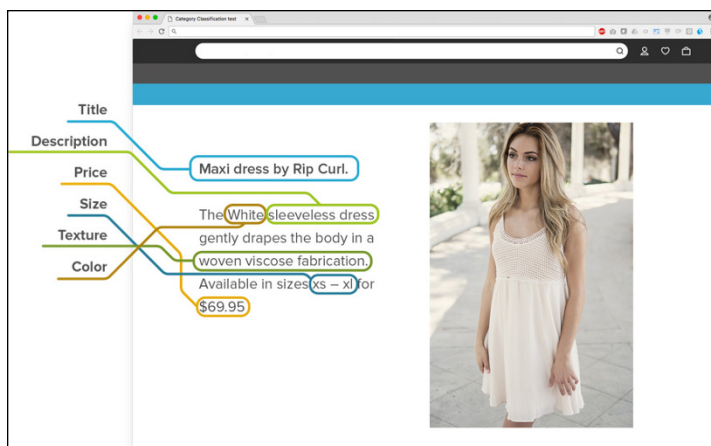 Category Classification test
Title
Description
Price
Size
Texture
Color
Maxi dress by Rip Curl.
The White sleeveless dress
gently drapes the body in a
woven viscose fabrication.
Available in sizes xs – xl for
$69.95